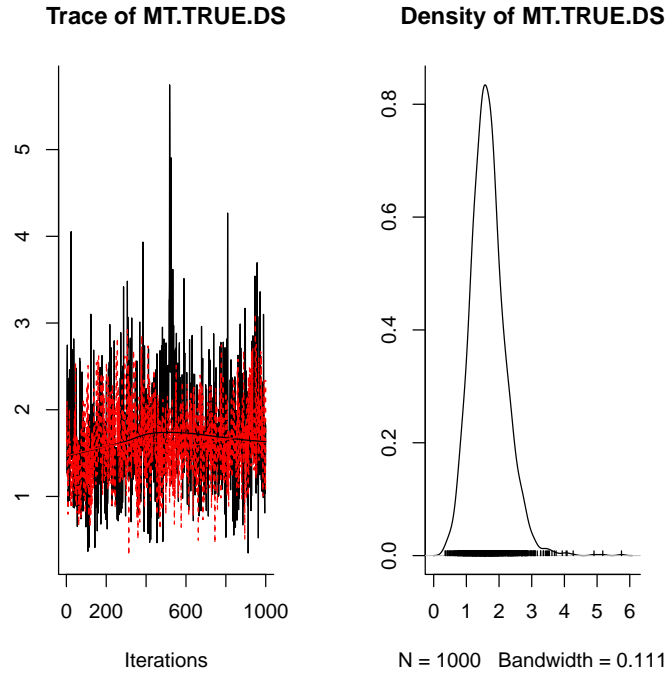 Trace of MT.TRUE.DS
5
4
3
2
1
0 200 600 1000
Iterations
Density of MT.TRUE.DS
0.8
0.6
0.4
0.2
0.0
0 1 2 3 4 5 6
N = 1000 Bandwidth = 0.111